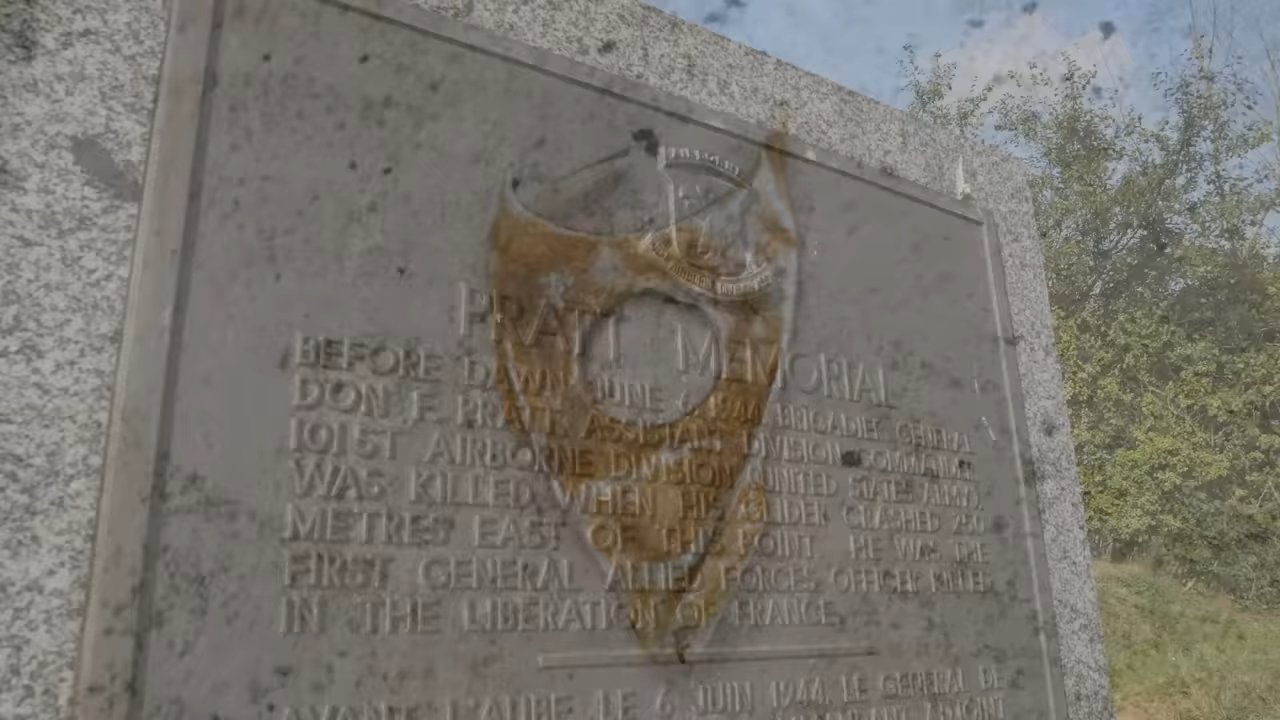 AIRBORNE DIVISION
PRATT MEMORIAL
BEFORE DAWN JUNE 6 1944 BRIGADIER GENERAL
DON F. PRATT, ASSISTANT DIVISION COMMANDER
101ST AIRBORNE DIVISION UNITED STATES ARMY,
WAS KILLED WHEN HIS GLIDER CRASHED 250
METRES EAST OF THIS POINT HE WAS THE
FIRST GENERAL ALLIED FORCES OFFICER KILLED
IN THE LIBERATION OF FRANCE.
AVANT L'AUBE, LE 6 JUIN 1944, LE GENERAL DE